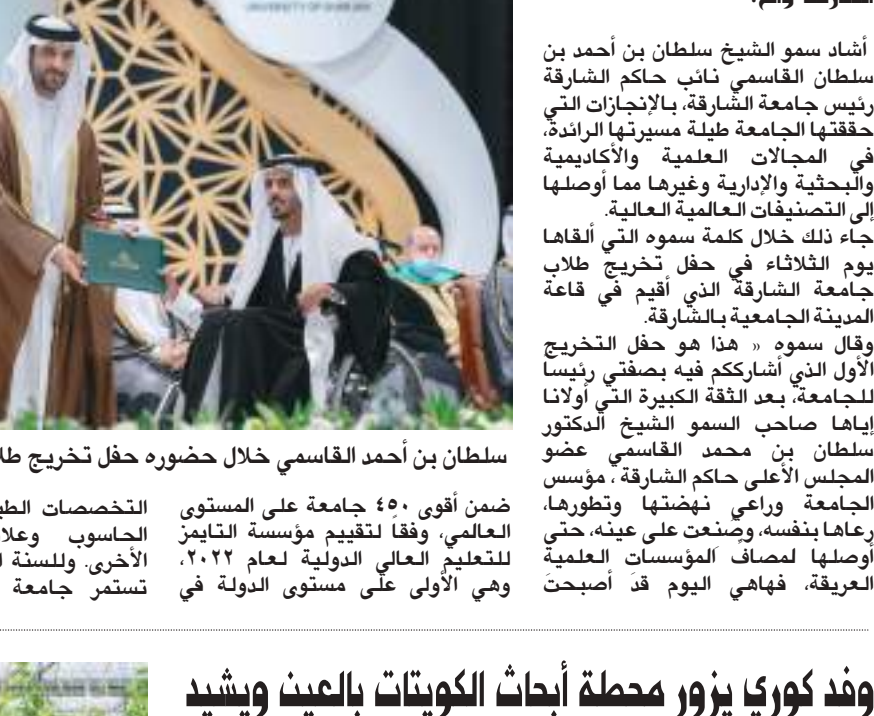 أشاد سمو الشيخ سلطان بن أحمد بن
سلطان القاسمي نائب حاكم الشارقة
رئيس جامعة الشارقة، بالإنجازات التي
حققتها الجامعة طيلة مسيرتها الرائدة،
في المجالات العلمية والأكاديمية
والبحثية والإدارية وغيرها مما أوصلها
إلى التصنيفات العالمية العالية.
جاء ذلك خلال كلمة سموه التي ألقاها
يوم الثلاثاء في حفل تخريج طلاب
جامعة الشارقة الذي أقيم في قاعة
المدينة الجامعية بالشارقة.
وقال سموه » هذا هو حفل التخريج
الأول الذي أشارككم فيه بصفتي رئيساً
للجامعة، بعد الثقة الكبيرة التي أولانا
إياها صاحب السمو الشيخ الدكتور
سلطان بن محمد القاسمي عضو
المجلس الأعلى حاكم الشارقة ، مؤسس
الجامعة وراعي نهضتها وتطورها،
رعاها بنفسه، وصُنعت على عينه، حتى
أوصلها لمصاف المؤسسات العلمية
العريقة، فهاهي اليوم قد أصبحت
UNIVERSITY OF SHARJAH
سلطان بن أحمد القاسمي خلال حضوره حفل تخريج
ضمن أقوى ٤٥٠ جامعة على المستوى
العالمي، وفقاً لتقييم مؤسسة التايمز
للتعليم العالي الدولية لعام ٢٠٢٢،
وهي الأولى على مستوى الدولة في
التخصصات
الحاسوب
الأخرى. وللسنة
تستمر جامعة
وفد كوري يزور محطة أبحاث الكويتات بالعين ويشيد